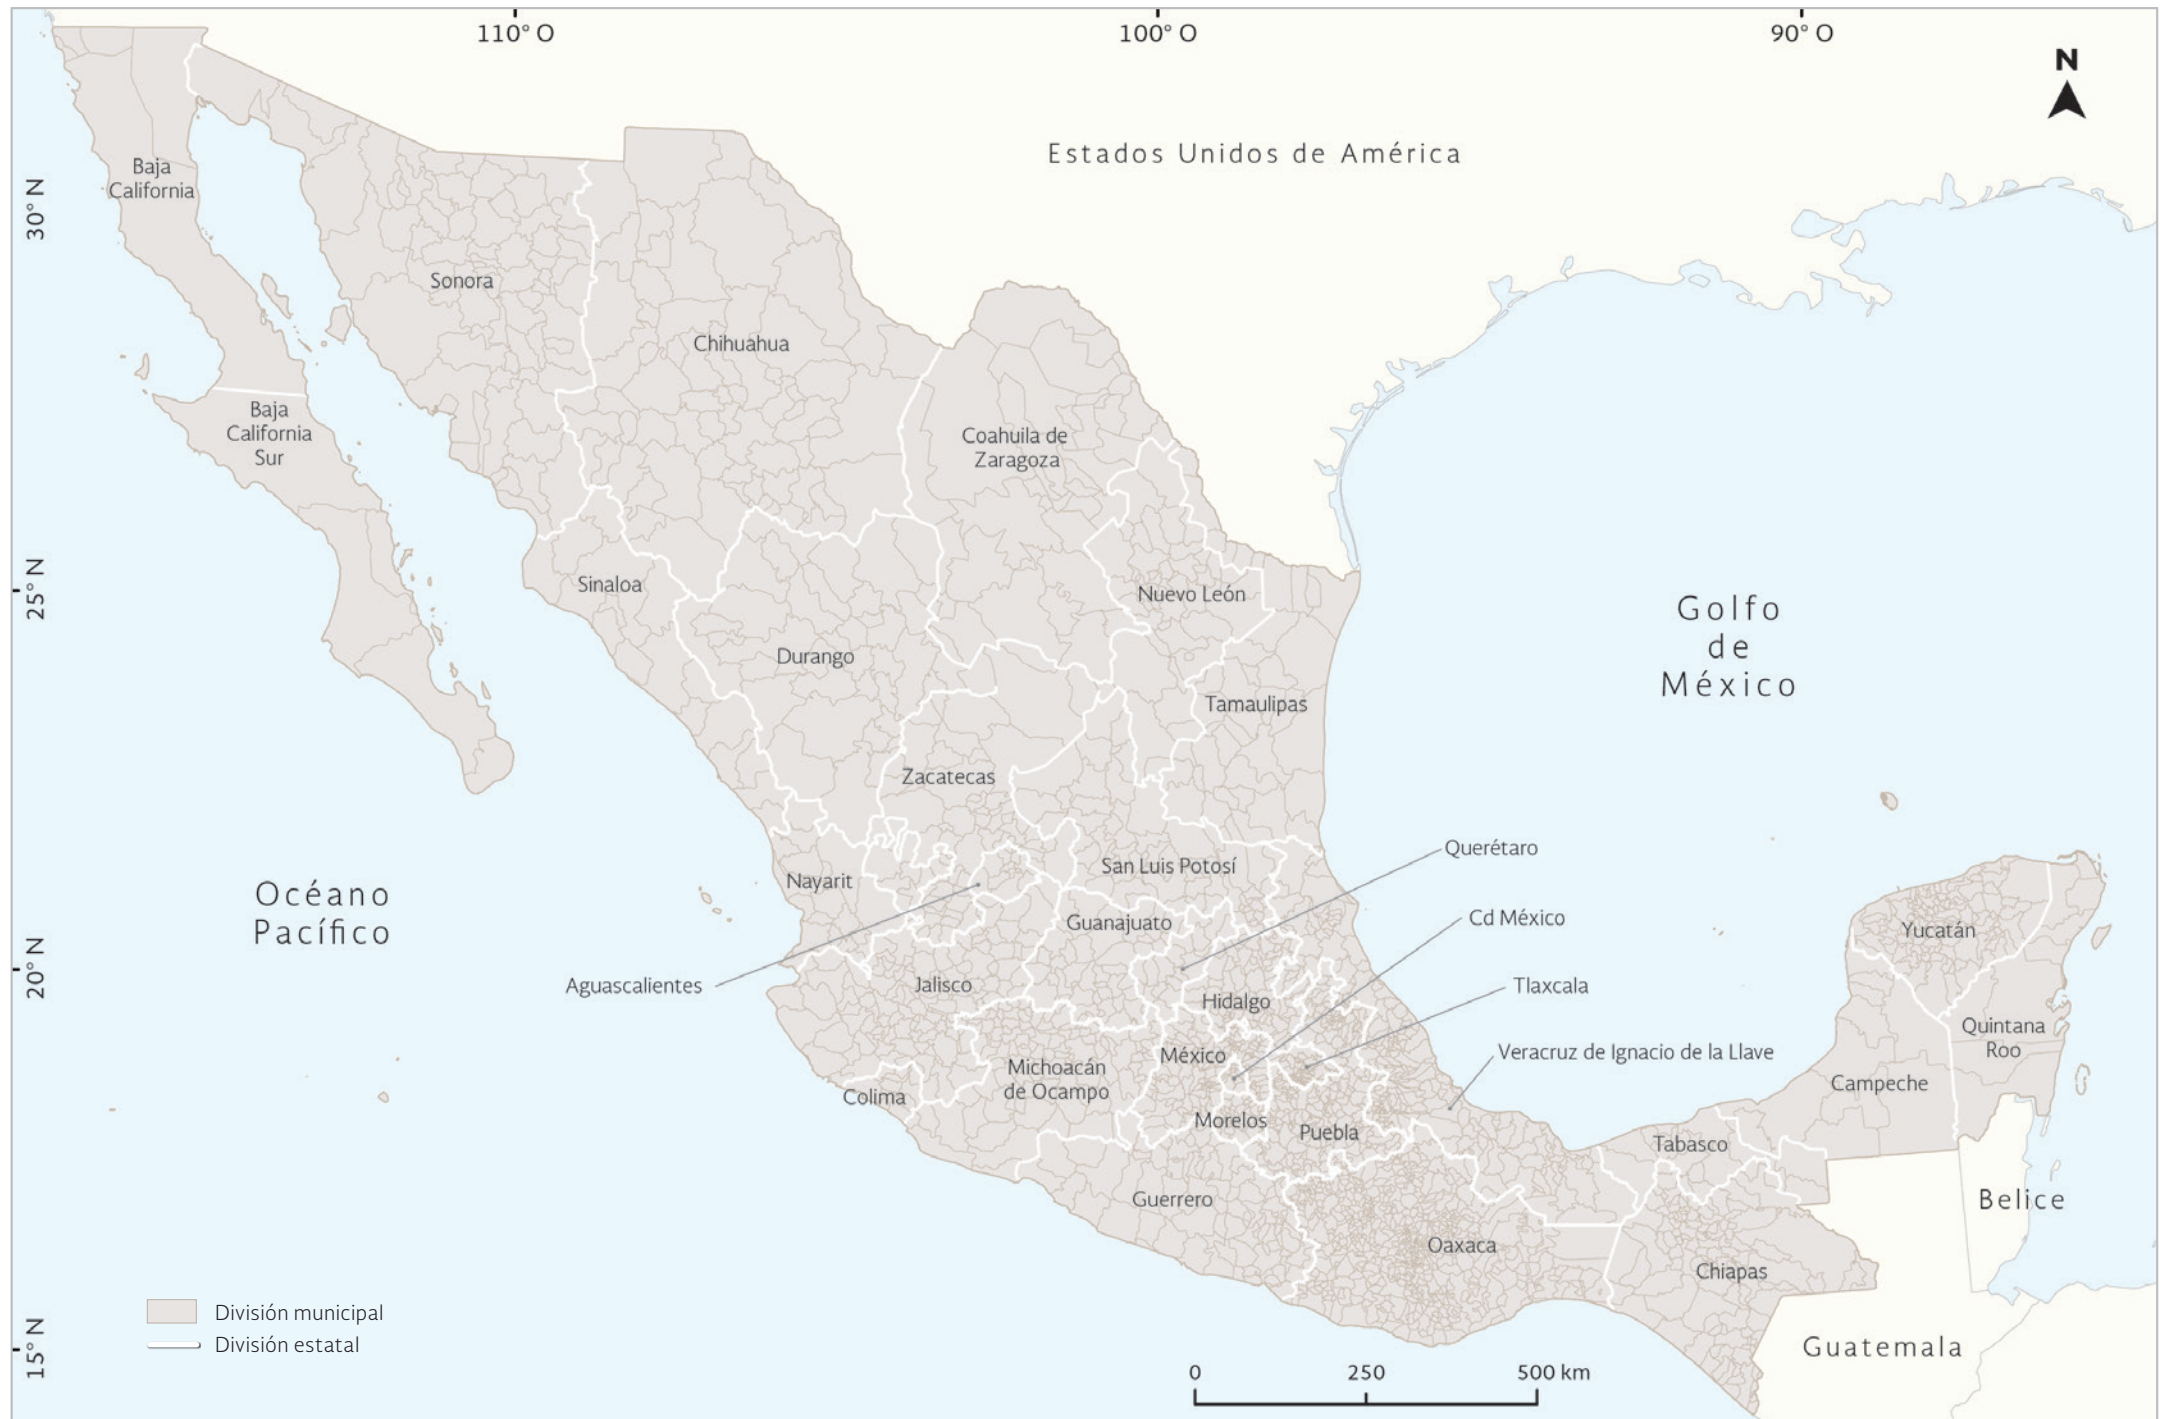 110° O
100° O
90° O
N
Estados Unidos de América
30° N
Baja
California
Sonora
Chihuahua
Baja
California
Sur
Coahuila de
Zaragoza
25° N
Sinaloa
Nuevo León
Golfo
de
México
Durango
Tamaulipas
Zacatecas
Querétaro
San Luis Potosí
Nayarit
Océano
Pacífico
Guanajuato
Cd México
Yucatán
20° N
Aguascalientes
Jalisco
Hidalgo
Tlaxcala
Quintana
Roo
México
Veracruz de Ignacio de la Llave
Michoacán
de Ocampo
Campeche
Colima
Morelos
Puebla
Tabasco
Guerrero
Belice
Oaxaca
Chiapas
División municipal
División estatal
15° N
Guatemala
0 250 500 km